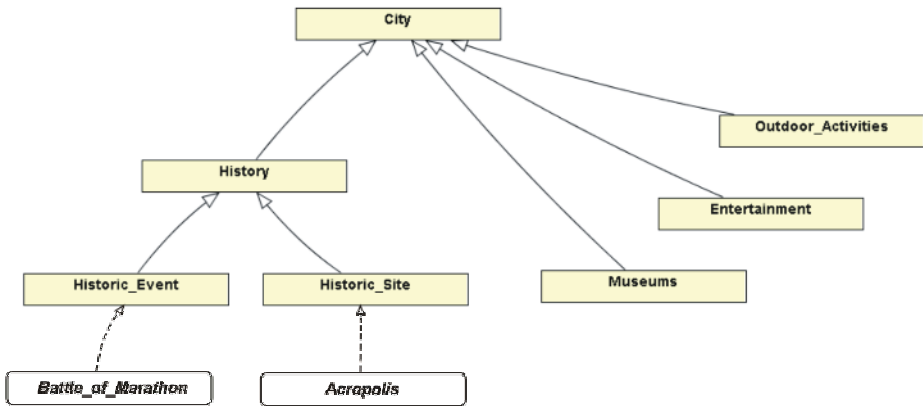 City
Outdoor_Activities
History
Entertainment
Historic_Event
Historic_Site
Museums
Battle_of_Marathon
Acropolis